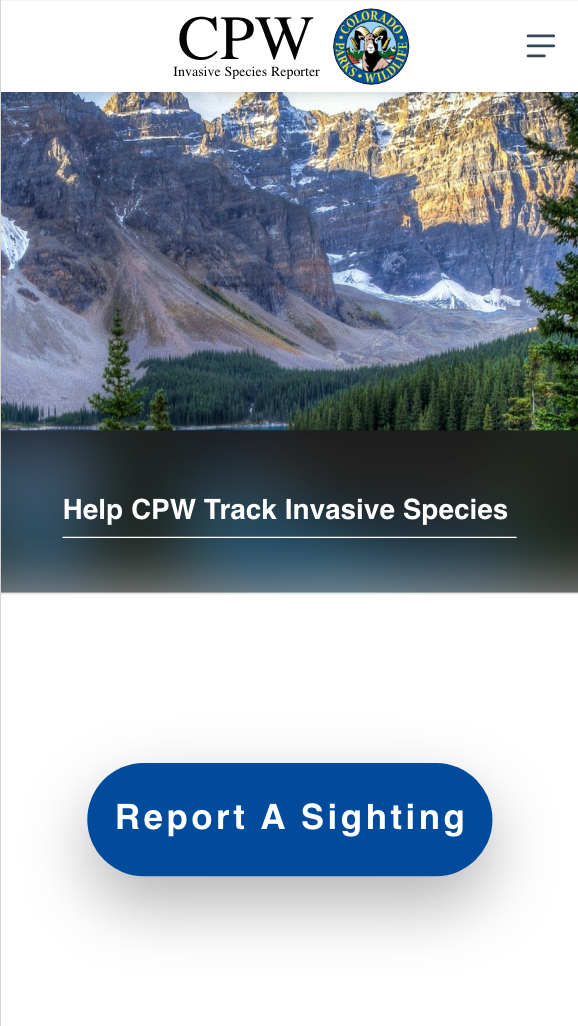 CPW
Invasive Species Reporter
COLORADO
PARKS • WILDLIFE
Help CPW Track Invasive Species
Report A Sighting